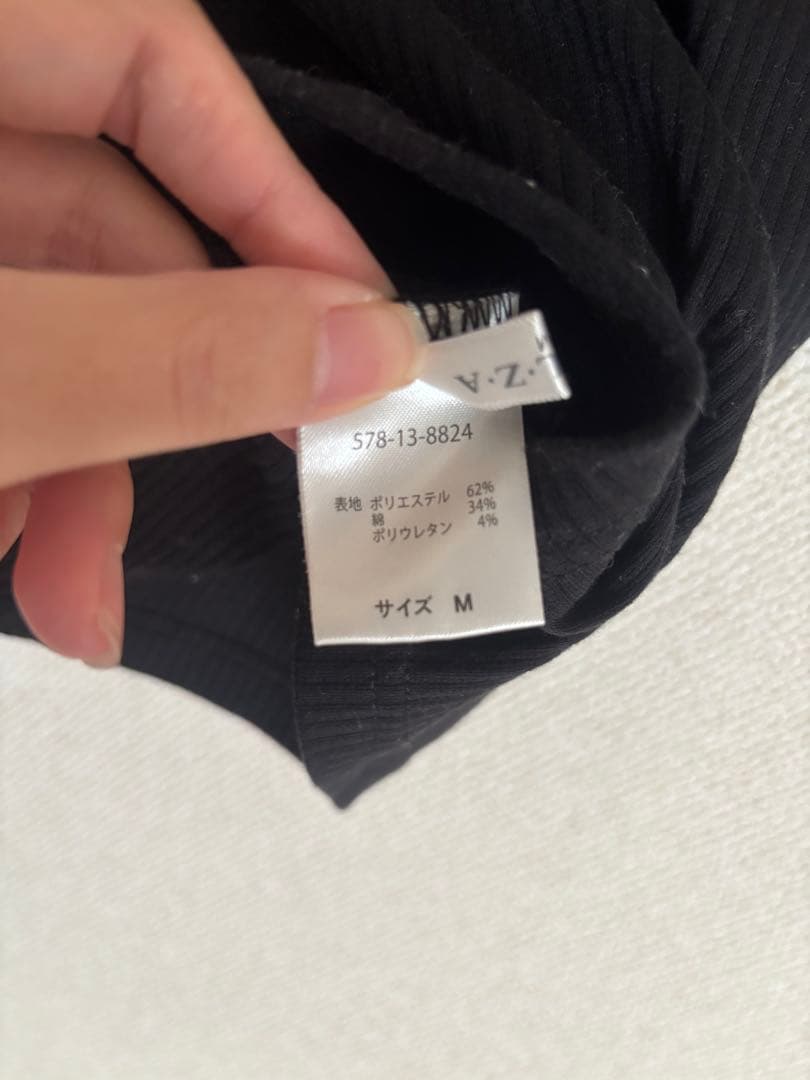 Z・A
S78-13-8824
表地 ポリエステル 62%
綿 34%
ポリウレタン 4%
サイズ M